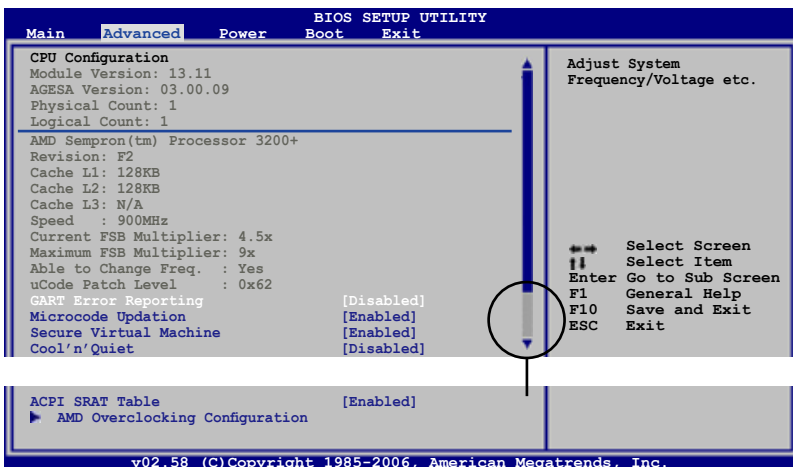 BIOS SETUP UTILITY
Main Advanced Power Boot Exit
CPU Configuration
Module Version: 13.11
AGESA Version: 03.00.09
Physical Count: 1
Logical Count: 1
AMD Sempron(tm) Processor 3200+
Revision: F2
Cache L1: 128KB
Cache L2: 128KB
Cache L3: N/A
Speed : 900MHz
Current FSB Multiplier: 4.5x
Maximum FSB Multiplier: 9x
Able to Change Freq. : Yes
uCode Patch Level : 0x62
GART Error Reporting [Disabled]
Microcode Updation [Enabled]
Secure Virtual Machine [Enabled]
Cool'n'Quiet [Disabled]
ACPI SRAT Table [Enabled]
AMD Overclocking Configuration
Adjust System
Frequency/Voltage etc.
Select Screen
Select Item
Enter Go to Sub Screen
F1 General Help
F10 Save and Exit
ESC Exit
v02.58 (C)Copyright 1985-2006, American Megatrends, Inc.